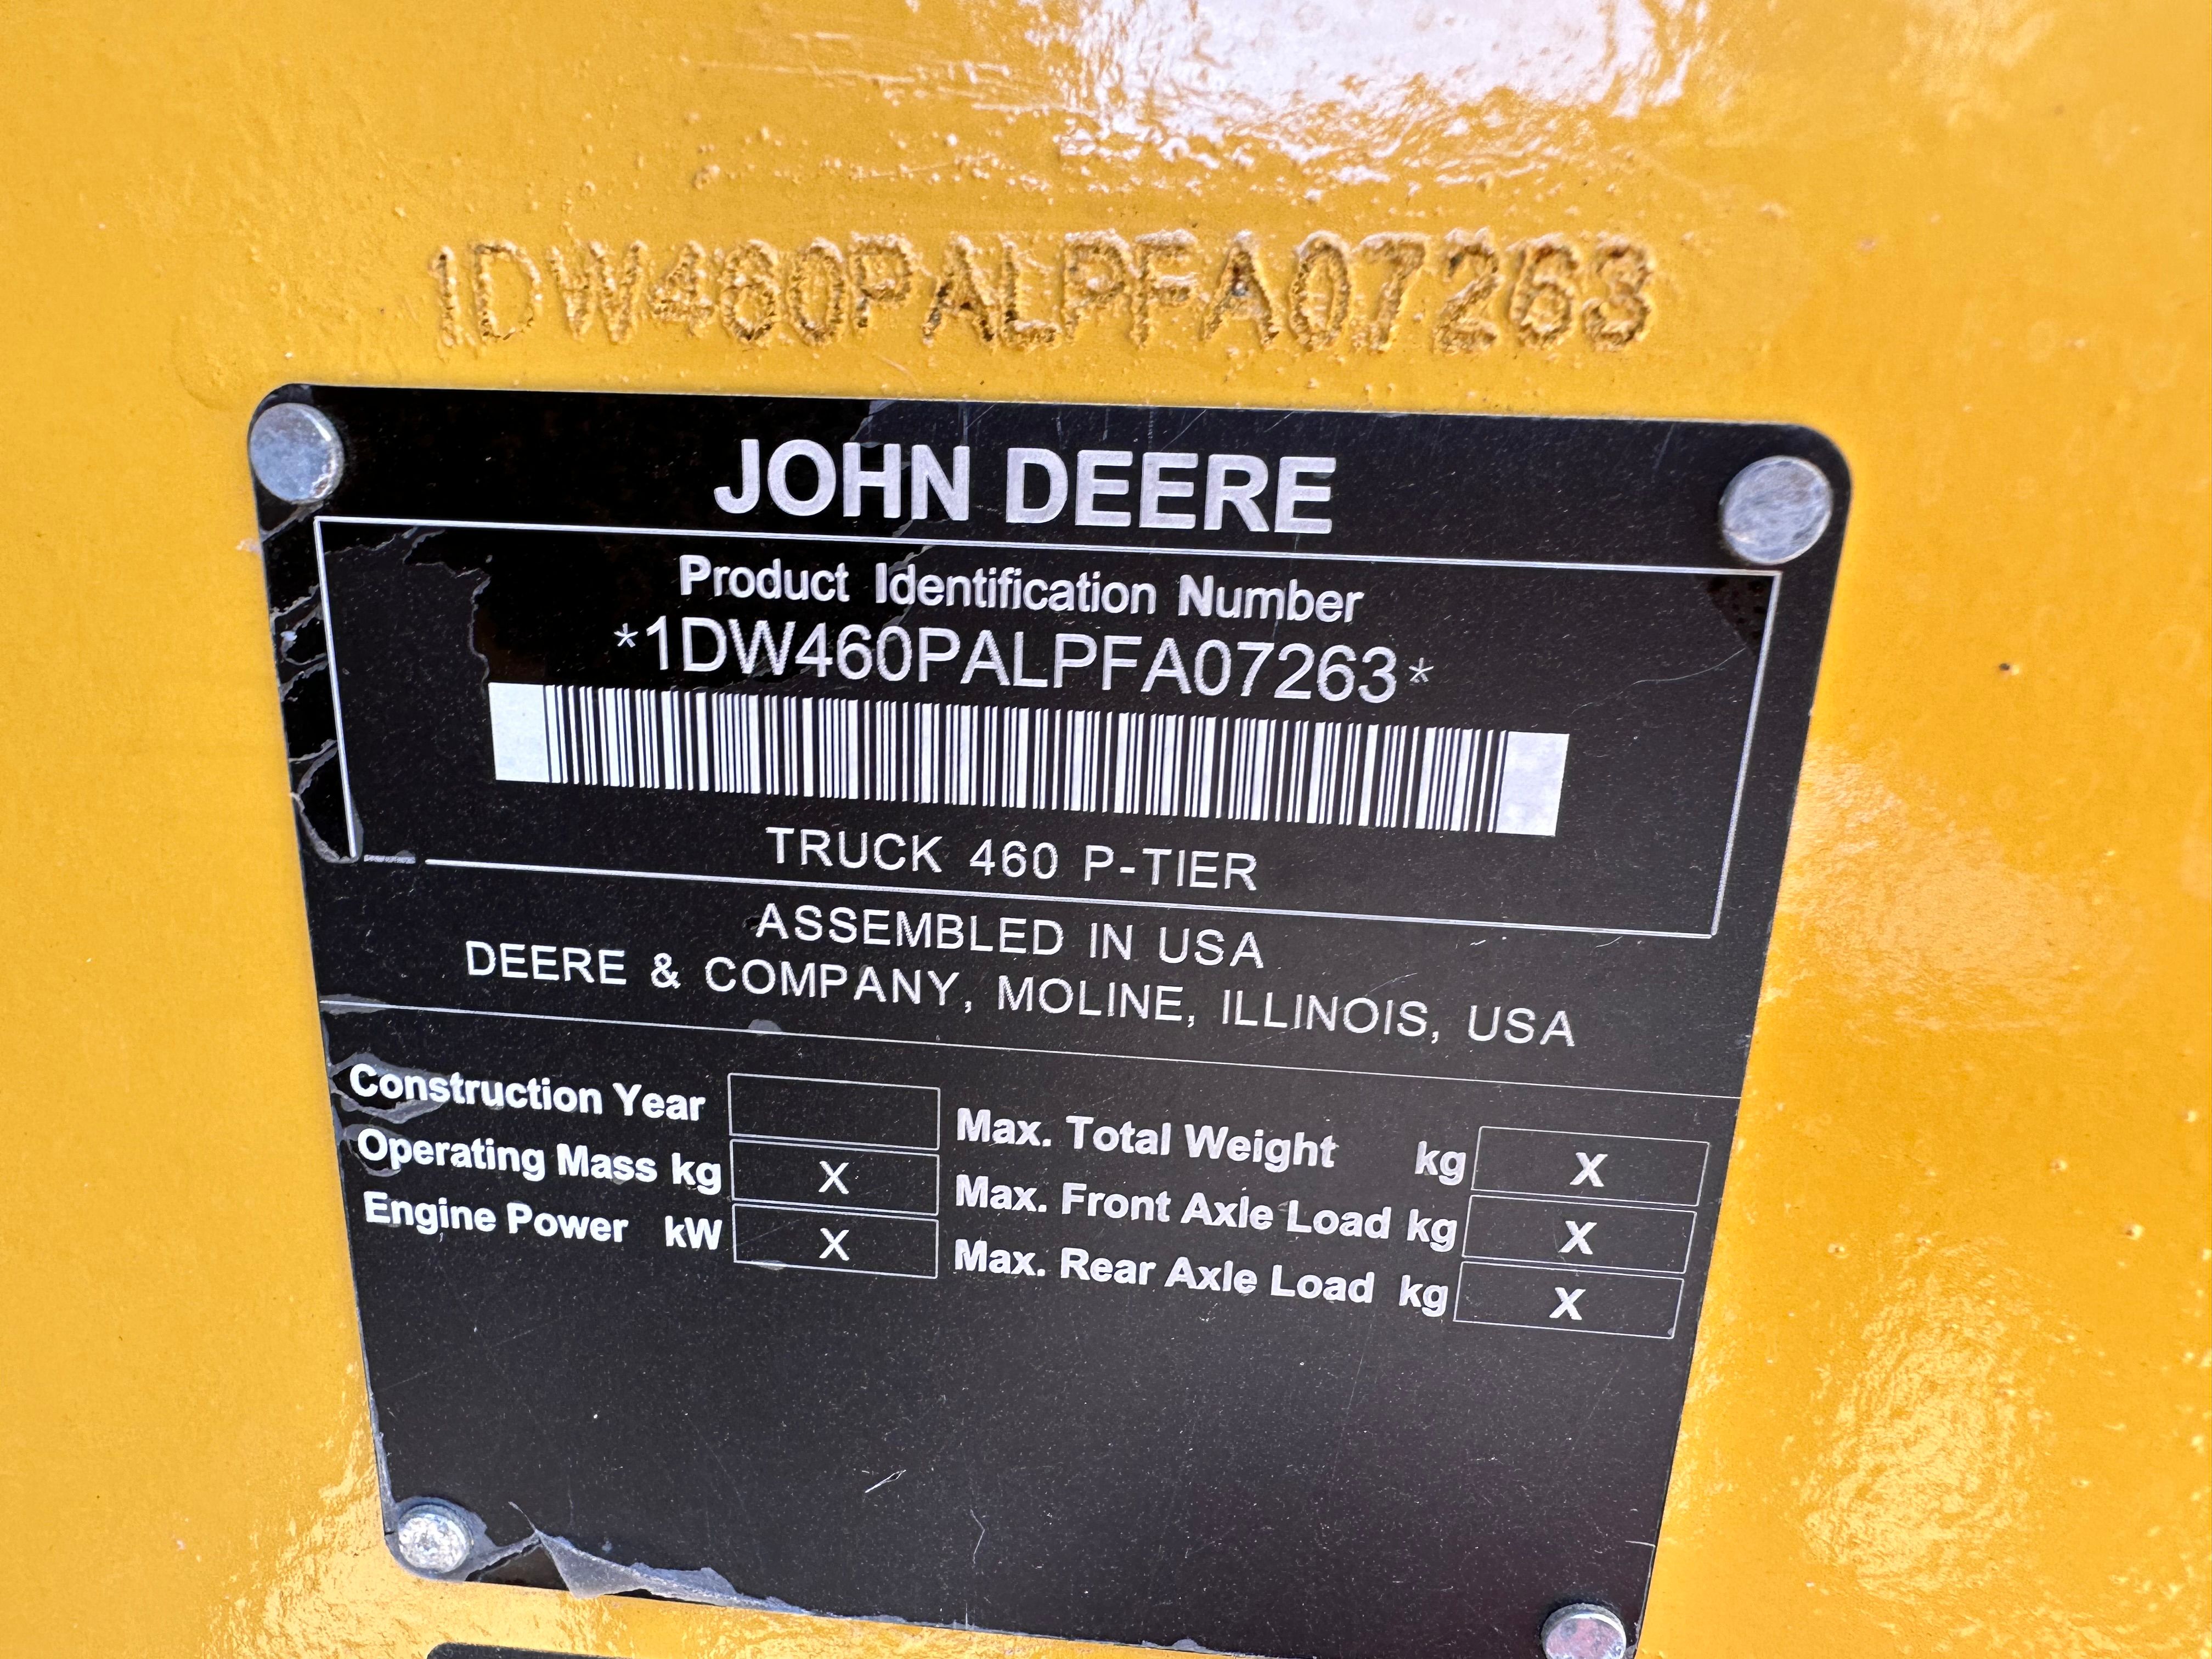 1DW460PALPFA07263
JOHN DEERE
Product Identification Number
*1DW460PALPFA07263*
TRUCK 460 P-TIER
ASSEMBLED IN USA
DEERE & COMPANY, MOLINE, ILLINOIS, USA
Construction Year
Operating Mass kg X
Engine Power kW X
Max. Total Weight kg X
Max. Front Axle Load kg X
Max. Rear Axle Load kg X